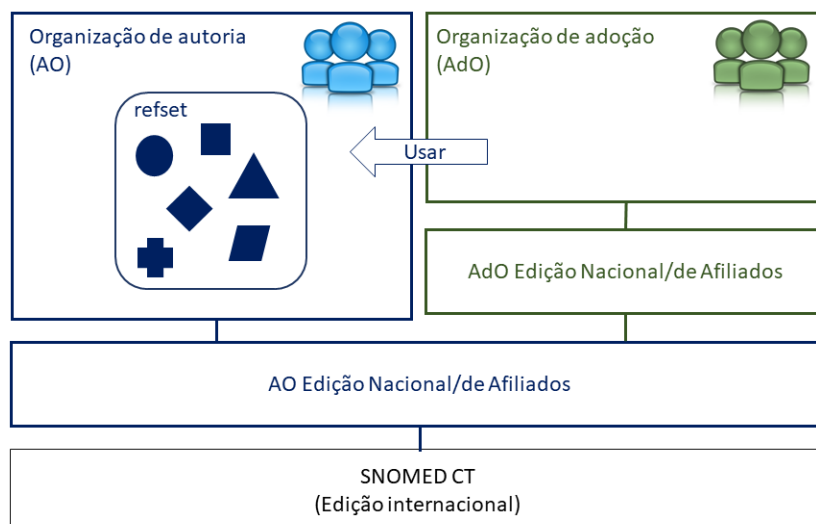 Organização de autoria
(AO)
refset
Organização de adoção
(AdO)
Usar
AdO Edição Nacional/de Afiliados
AO Edição Nacional/de Afiliados
SNOMED CT
(Edição internacional)